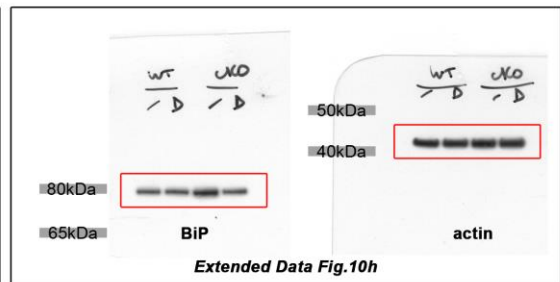 WT cKO
/ D / D
80kDa
65kDa
BiP
WT cKO
/ D / D
50kDa
40kDa
actin
Extended Data Fig.10h